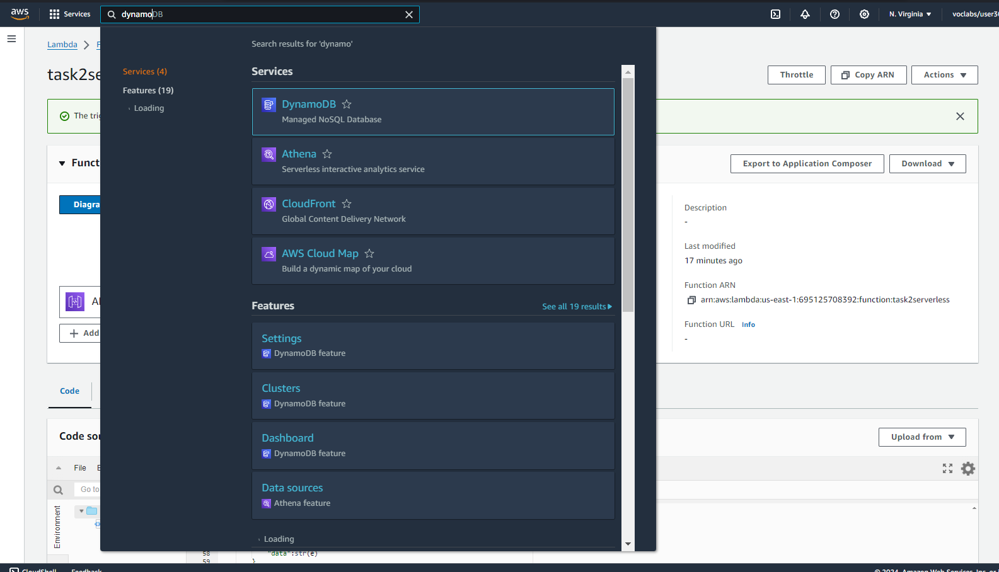 aws
Services
dynamoDB
N. Virginia
voclabs/user3
Lambda
Search results for 'dynamo'
Services (4)
Features (19)
Loading
Services
DynamoDB
Managed NoSQL Database
Athena
Serverless interactive analytics service
CloudFront
Global Content Delivery Network
AWS Cloud Map
Build a dynamic map of your cloud
Features
See all 19 results
Settings
DynamoDB feature
Clusters
DynamoDB feature
Dashboard
DynamoDB feature
Data sources
Athena feature
Loading
task2se
Throttle
Copy ARN
Actions
The trig
Funct
Export to Application Composer
Download
Diagra
Description
-
Last modified
17 minutes ago
Function ARN
arn:aws:lambda:us-east-1:695125708392:function:task2serverless
Function URL
Info
-
Add
Code
Code sou
Upload from
File
Go to
Environment
58
"data":str(e)
59
}
CloudShell
Feedback
© 2024, Amazon Web Services, Inc. or